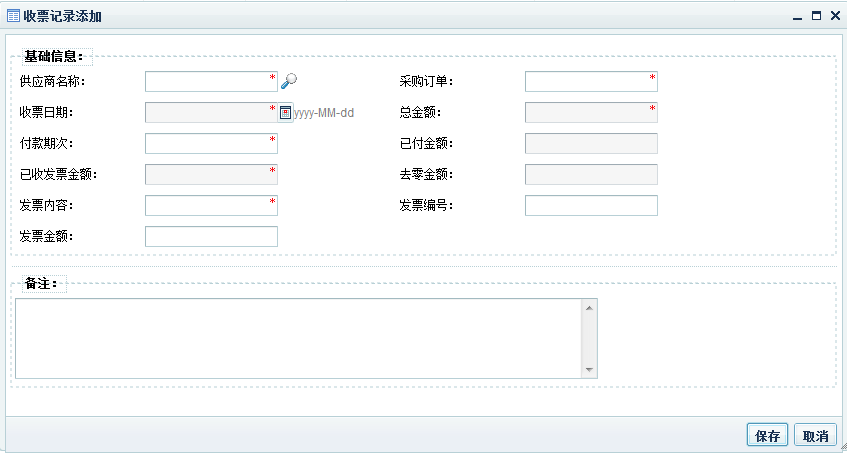 收票记录添加
基础信息：
供应商名称： * 采购订单： *
收票日期： * yyyy-MM-dd 总金额： *
付款期次： * 已付金额：
已收发票金额： * 去零金额：
发票内容： * 发票编号：
发票金额：
备注：
保存 取消